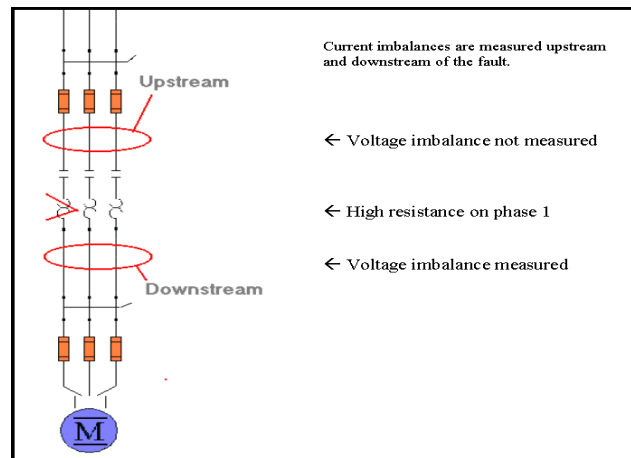 Current imbalances are measured upstream
and downstream of the fault.
Upstream
← Voltage imbalance not measured
← High resistance on phase 1
← Voltage imbalance measured
Downstream
M